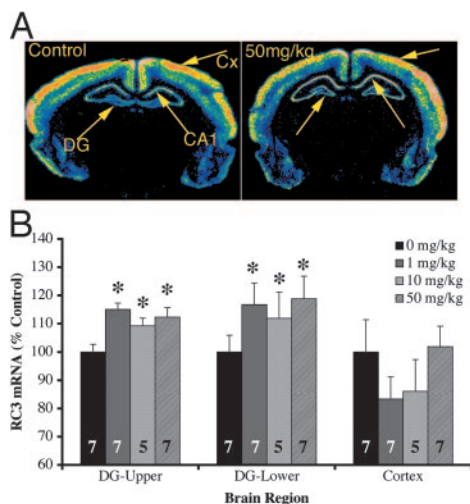 A
Control
50mg/kg
Cx
DG
CA1
B
RC3 mRNA (% Control)
140
130
120
110
100
90
80
70
60
0 mg/kg
1 mg/kg
10 mg/kg
50 mg/kg
* * *
* * *
7 7 5 7
7 7 5 7
7 7 5 7
DG-Upper
DG-Lower
Cortex
Brain Region